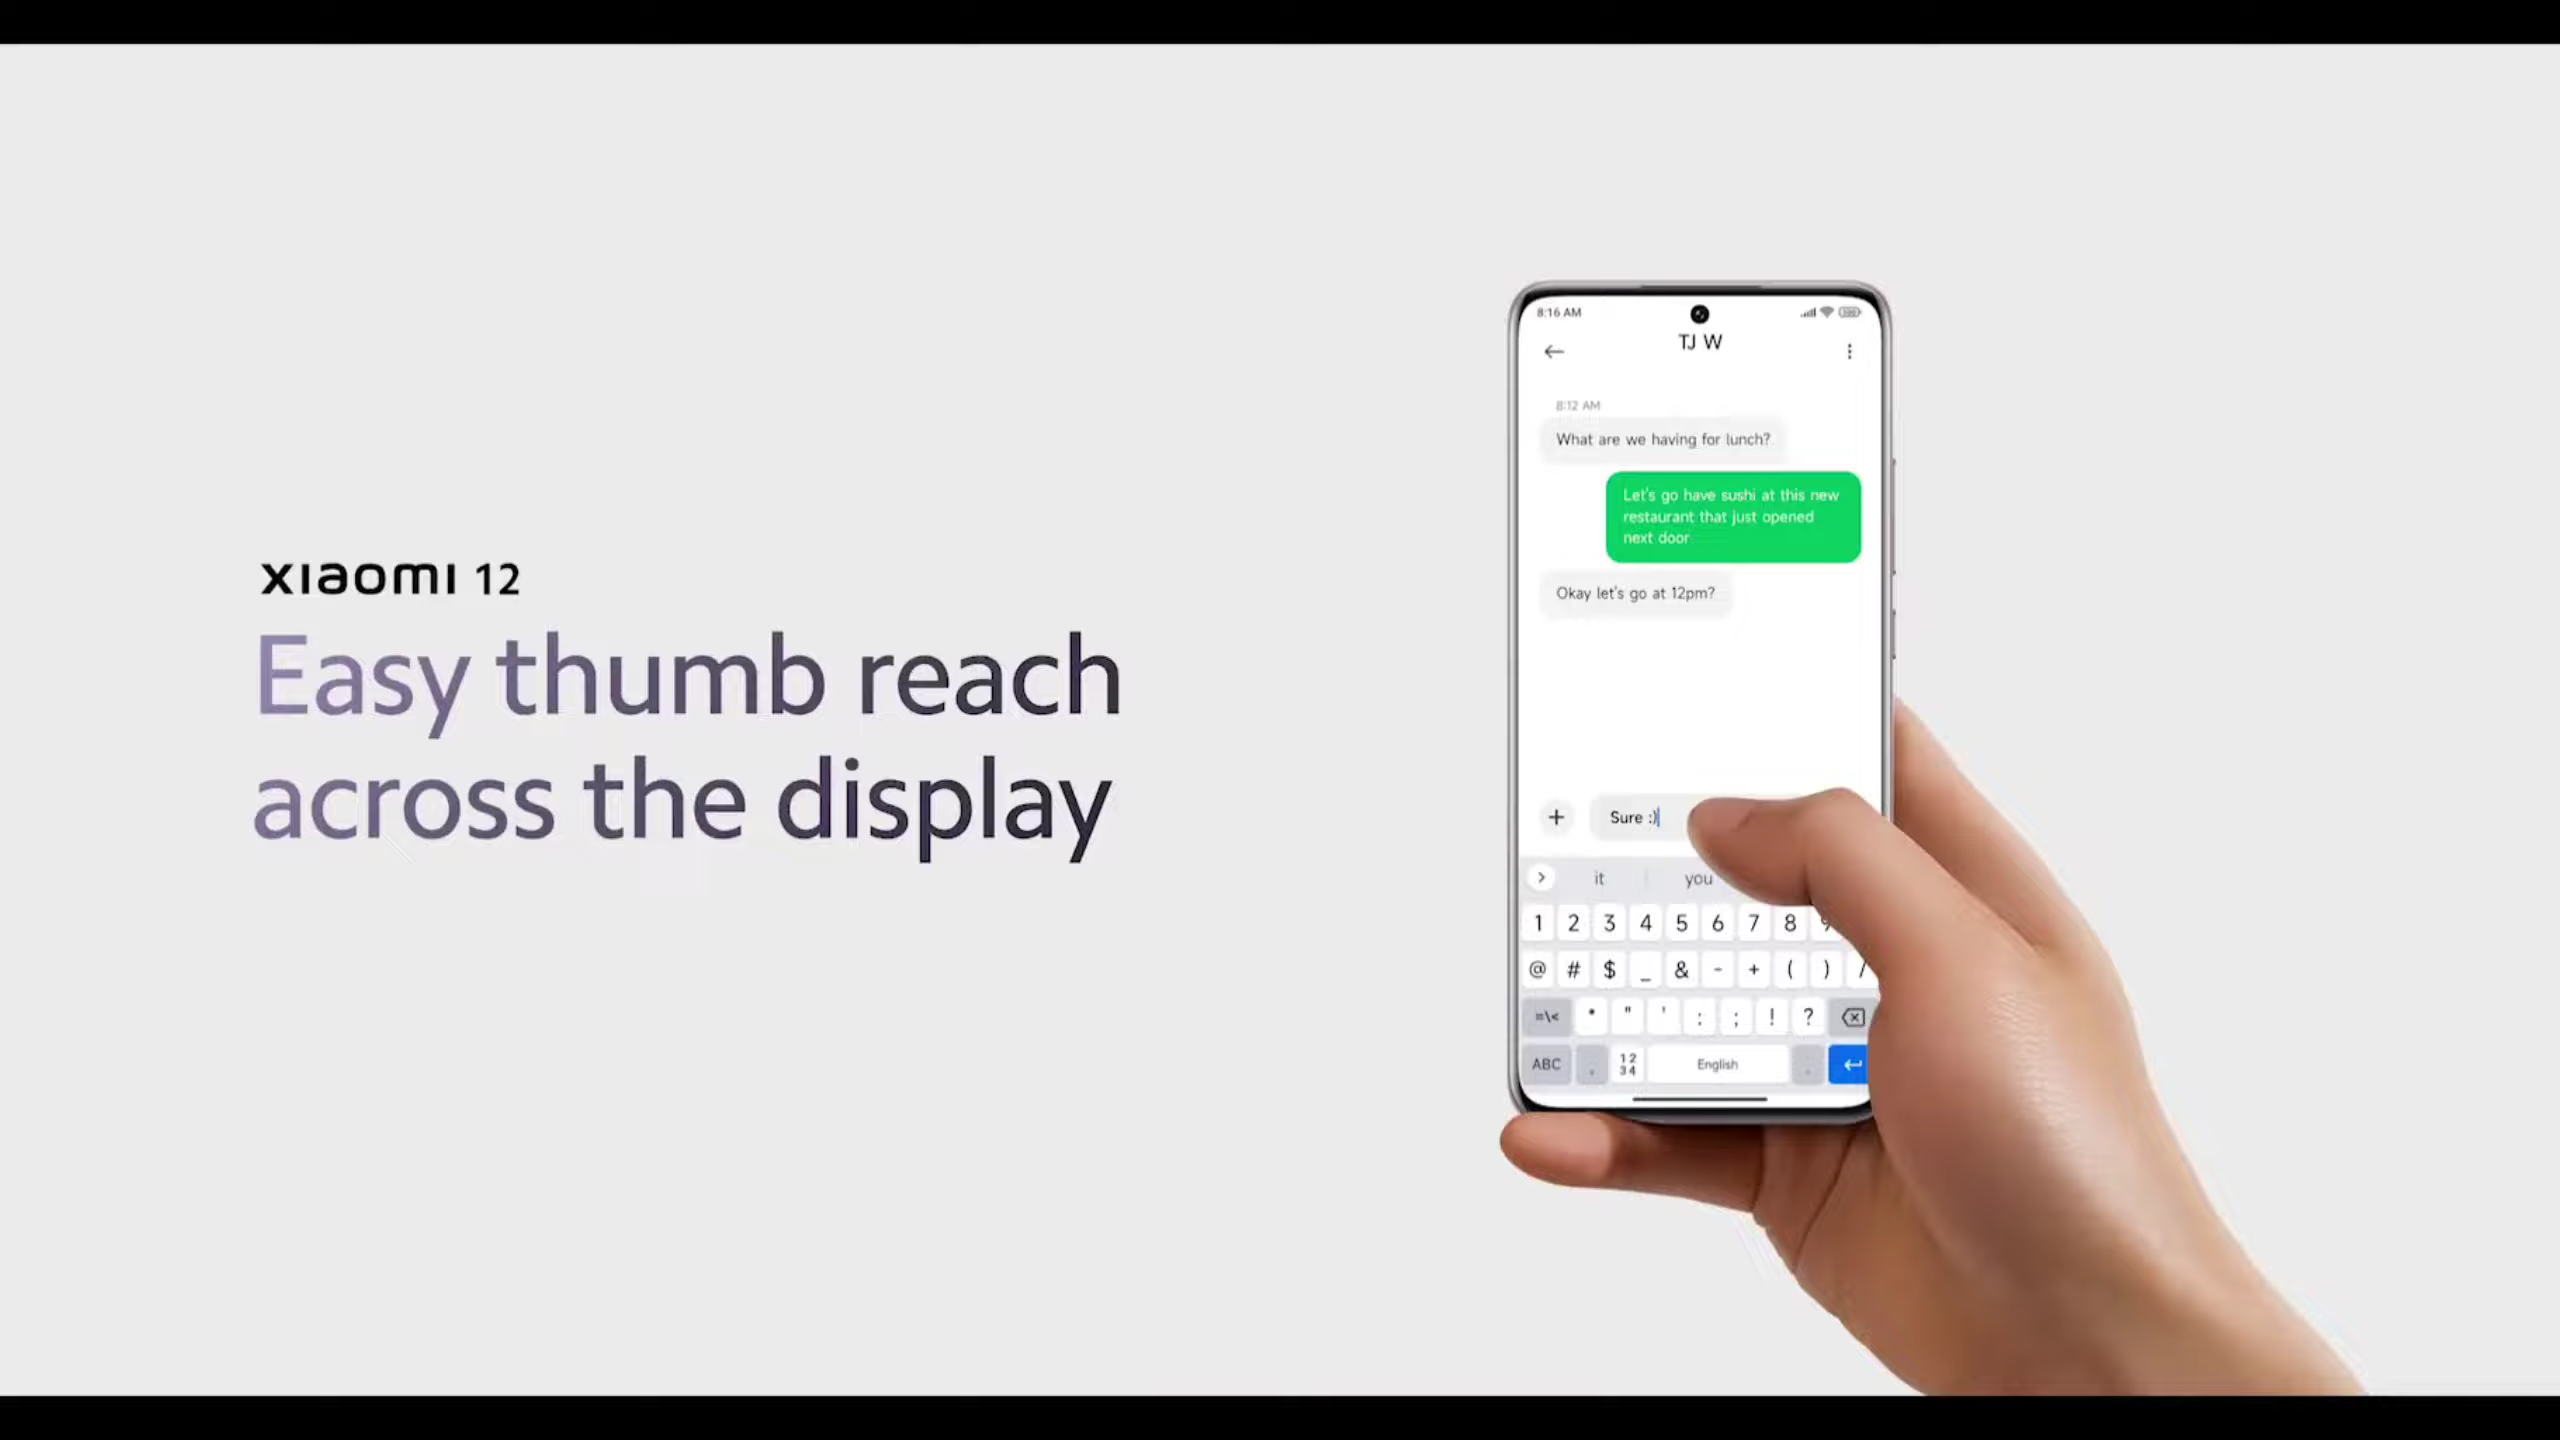 xiaomi 12
Easy thumb reach
across the display
8:16 AM
TJ W
8:12 AM
What are we having for lunch?
Let's go have sushi at this new
restaurant that just opened
next door
Okay let's go at 12pm?
+ Sure :)
it you
1 2 3 4 5 6 7 8 9
@ # $ _ & - + ( ) /
=\< * " ' : ; ! ?
ABC , 12 34 English .